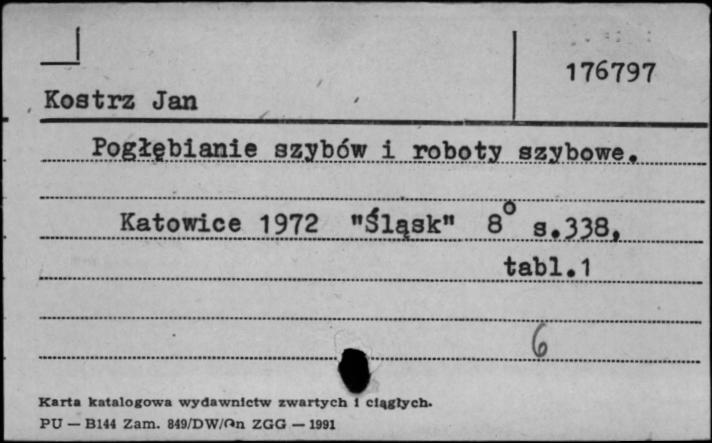 176797
Kostrz Jan
Pogłębianie szybów i roboty szybowe.
Katowice 1972 "Śląsk" 8° s.338,
tabl.1
6
Karta katalogowa wydawnictw zwartych i ciągłych.
PU — B144 Zam. 849/DW/On ZGG — 1991